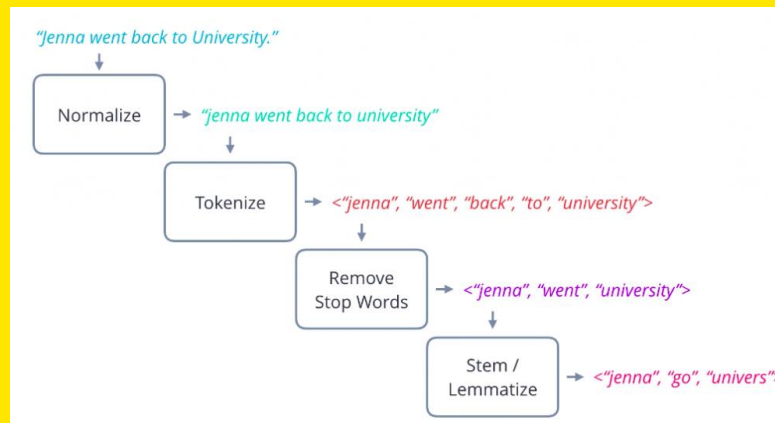 “Jenna went back to University.”
Normalize
“jenna went back to university”
Tokenize
<“jenna”, “went”, “back”, “to”, “university”>
Remove
Stop Words
<“jenna”, “went”, “university”>
Stem /
Lemmatize
<“jenna”, “go”, “univers”>